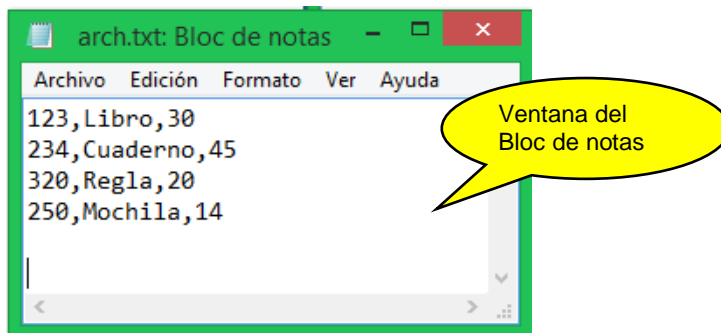 arch.txt: Bloc de notas
Archivo Edición Formato Ver Ayuda
123,Libro,30
234,Cuaderno,45
320,Regla,20
250,Mochila,14
Ventana del
Bloc de notas